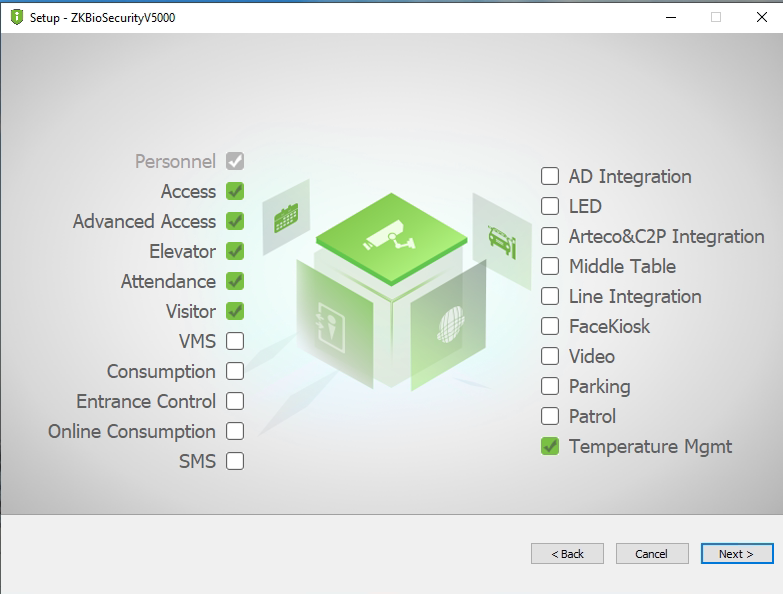 Setup - ZKBioSecurityV5000
Personnel
Access
Advanced Access
Elevator
Attendance
Visitor
VMS
Consumption
Entrance Control
Online Consumption
SMS
AD Integration
LED
Arteco&C2P Integration
Middle Table
Line Integration
FaceKiosk
Video
Parking
Patrol
Temperature Mgmt
< Back
Cancel
Next >